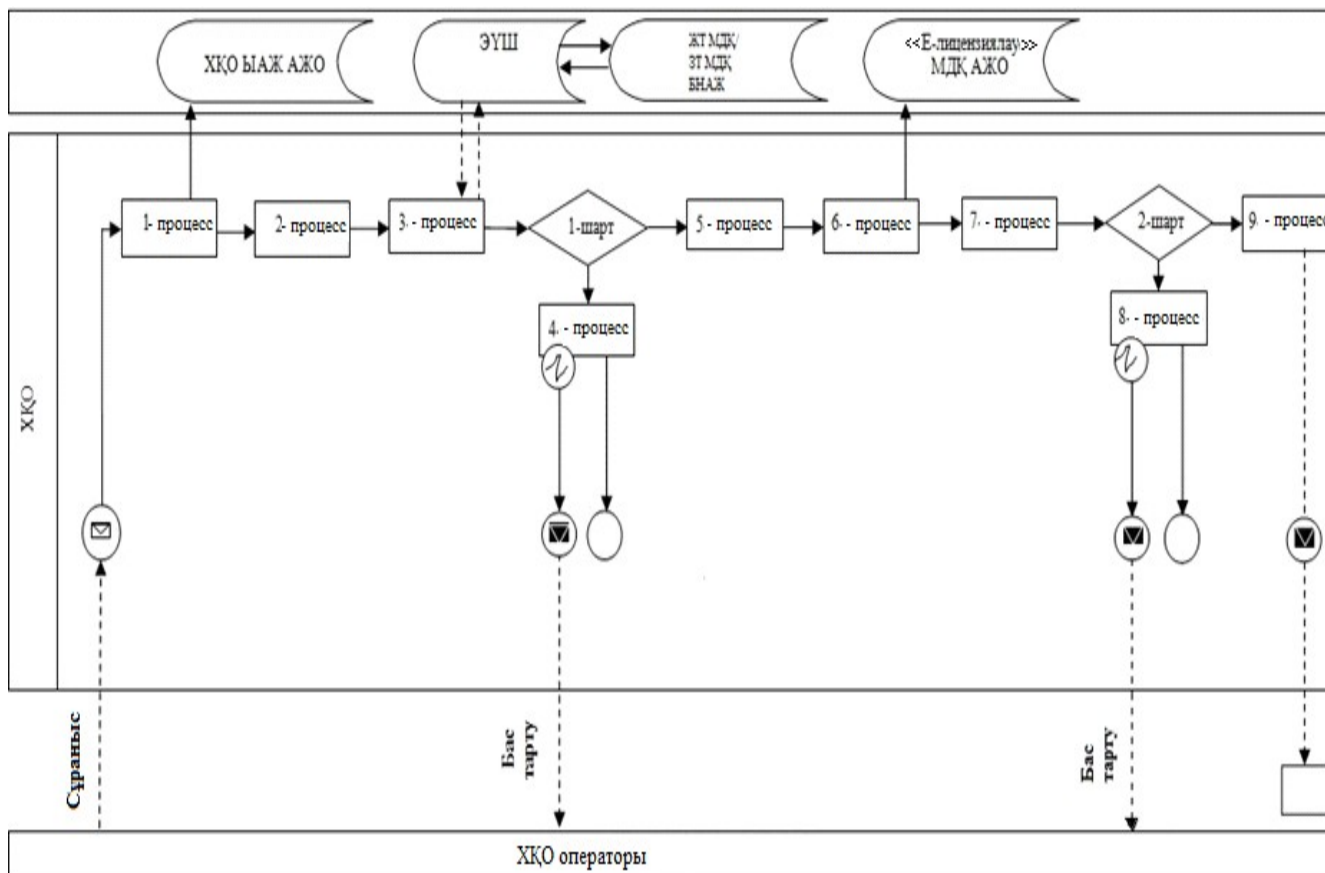 ХҚО ЫАЖ АЖО
ЭҮШ
ЖТ МДҚ/
ЗТ МДҚ
БНАЖ
<<Е-лицензиялау>>
МДҚ АЖО
ХҚО
1- процесс
2- процесс
3. - процесс
1-шарт
5 - процесс
6. - процесс
7. - процесс
2-шарт
9. - процесс
4. - процесс
8. - процесс
Сұраныс
Бас
тарту
Бас
тарту
ХҚО операторы